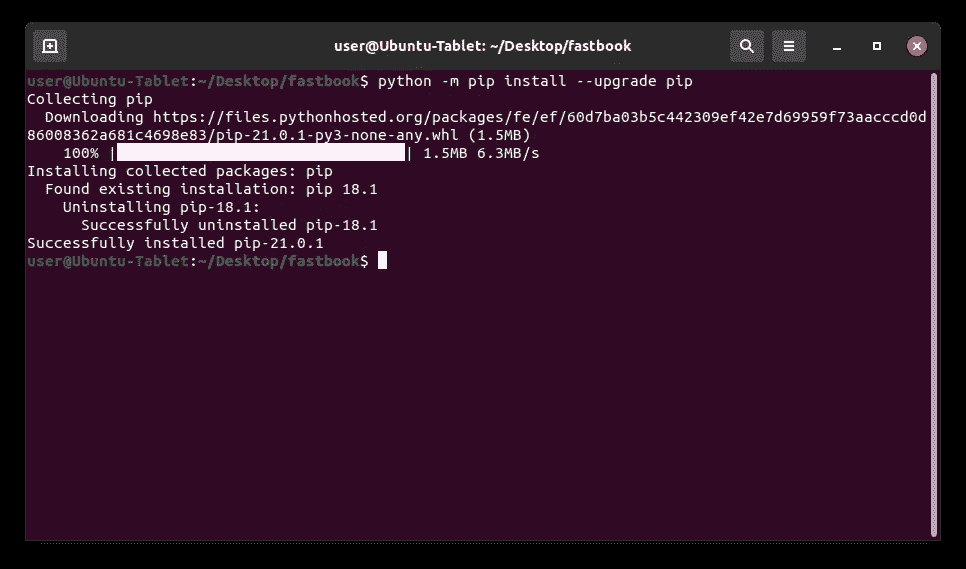 user@Ubuntu-Tablet: ~/Desktop/fastbook
user@Ubuntu-Tablet:~/Desktop/fastbook$ python -m pip install --upgrade pip
Collecting pip
  Downloading https://files.pythonhosted.org/packages/fe/ef/60d7ba03b5c442309ef42e7d69959f73aacccd0d
86008362a681c4698e83/pip-21.0.1-py3-none-any.whl (1.5MB)
    100% |████████████████████████████████| 1.5MB 6.3MB/s
Installing collected packages: pip
  Found existing installation: pip 18.1
    Uninstalling pip-18.1:
      Successfully uninstalled pip-18.1
Successfully installed pip-21.0.1
user@Ubuntu-Tablet:~/Desktop/fastbook$